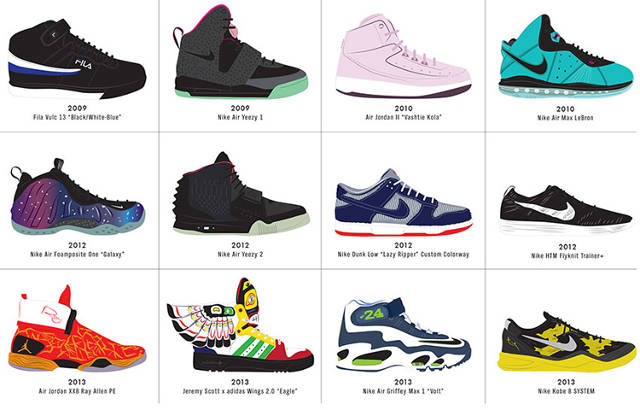 FILA
2009
Fila Vulc 13 "Black/White-Blue"
2009
Nike Air Yeezy 1
2010
Air Jordan II "Vashtie Kola"
2010
Nike Air Max LeBron
2012
Nike Air Foamposite One "Galaxy"
2012
Nike Air Yeezy 2
2012
Nike Dunk Low "Lazy Ripper" Custom Colorway
2012
Nike HTM Flyknit Trainer+
2013
Air Jordan XX8 Ray Allen PE
2013
Jeremy Scott x adidas Wings 2.0 "Eagle"
24
2013
Nike Air Griffey Max 1 "Volt"
2013
Nike Kobe 8 SYSTEM